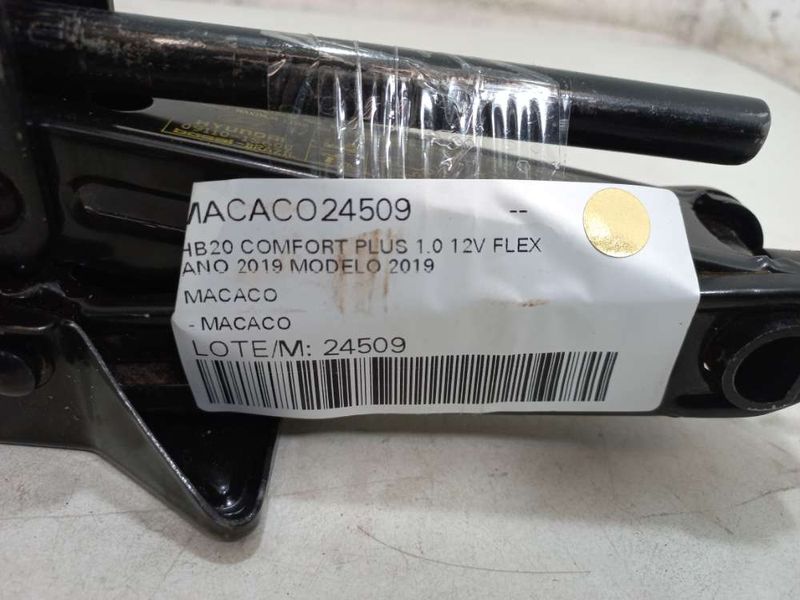 MACACO24509 --
HB20 COMFORT PLUS 1.0 12V FLEX
ANO 2019 MODELO 2019
MACACO
- MACACO
LOTE/M: 24509